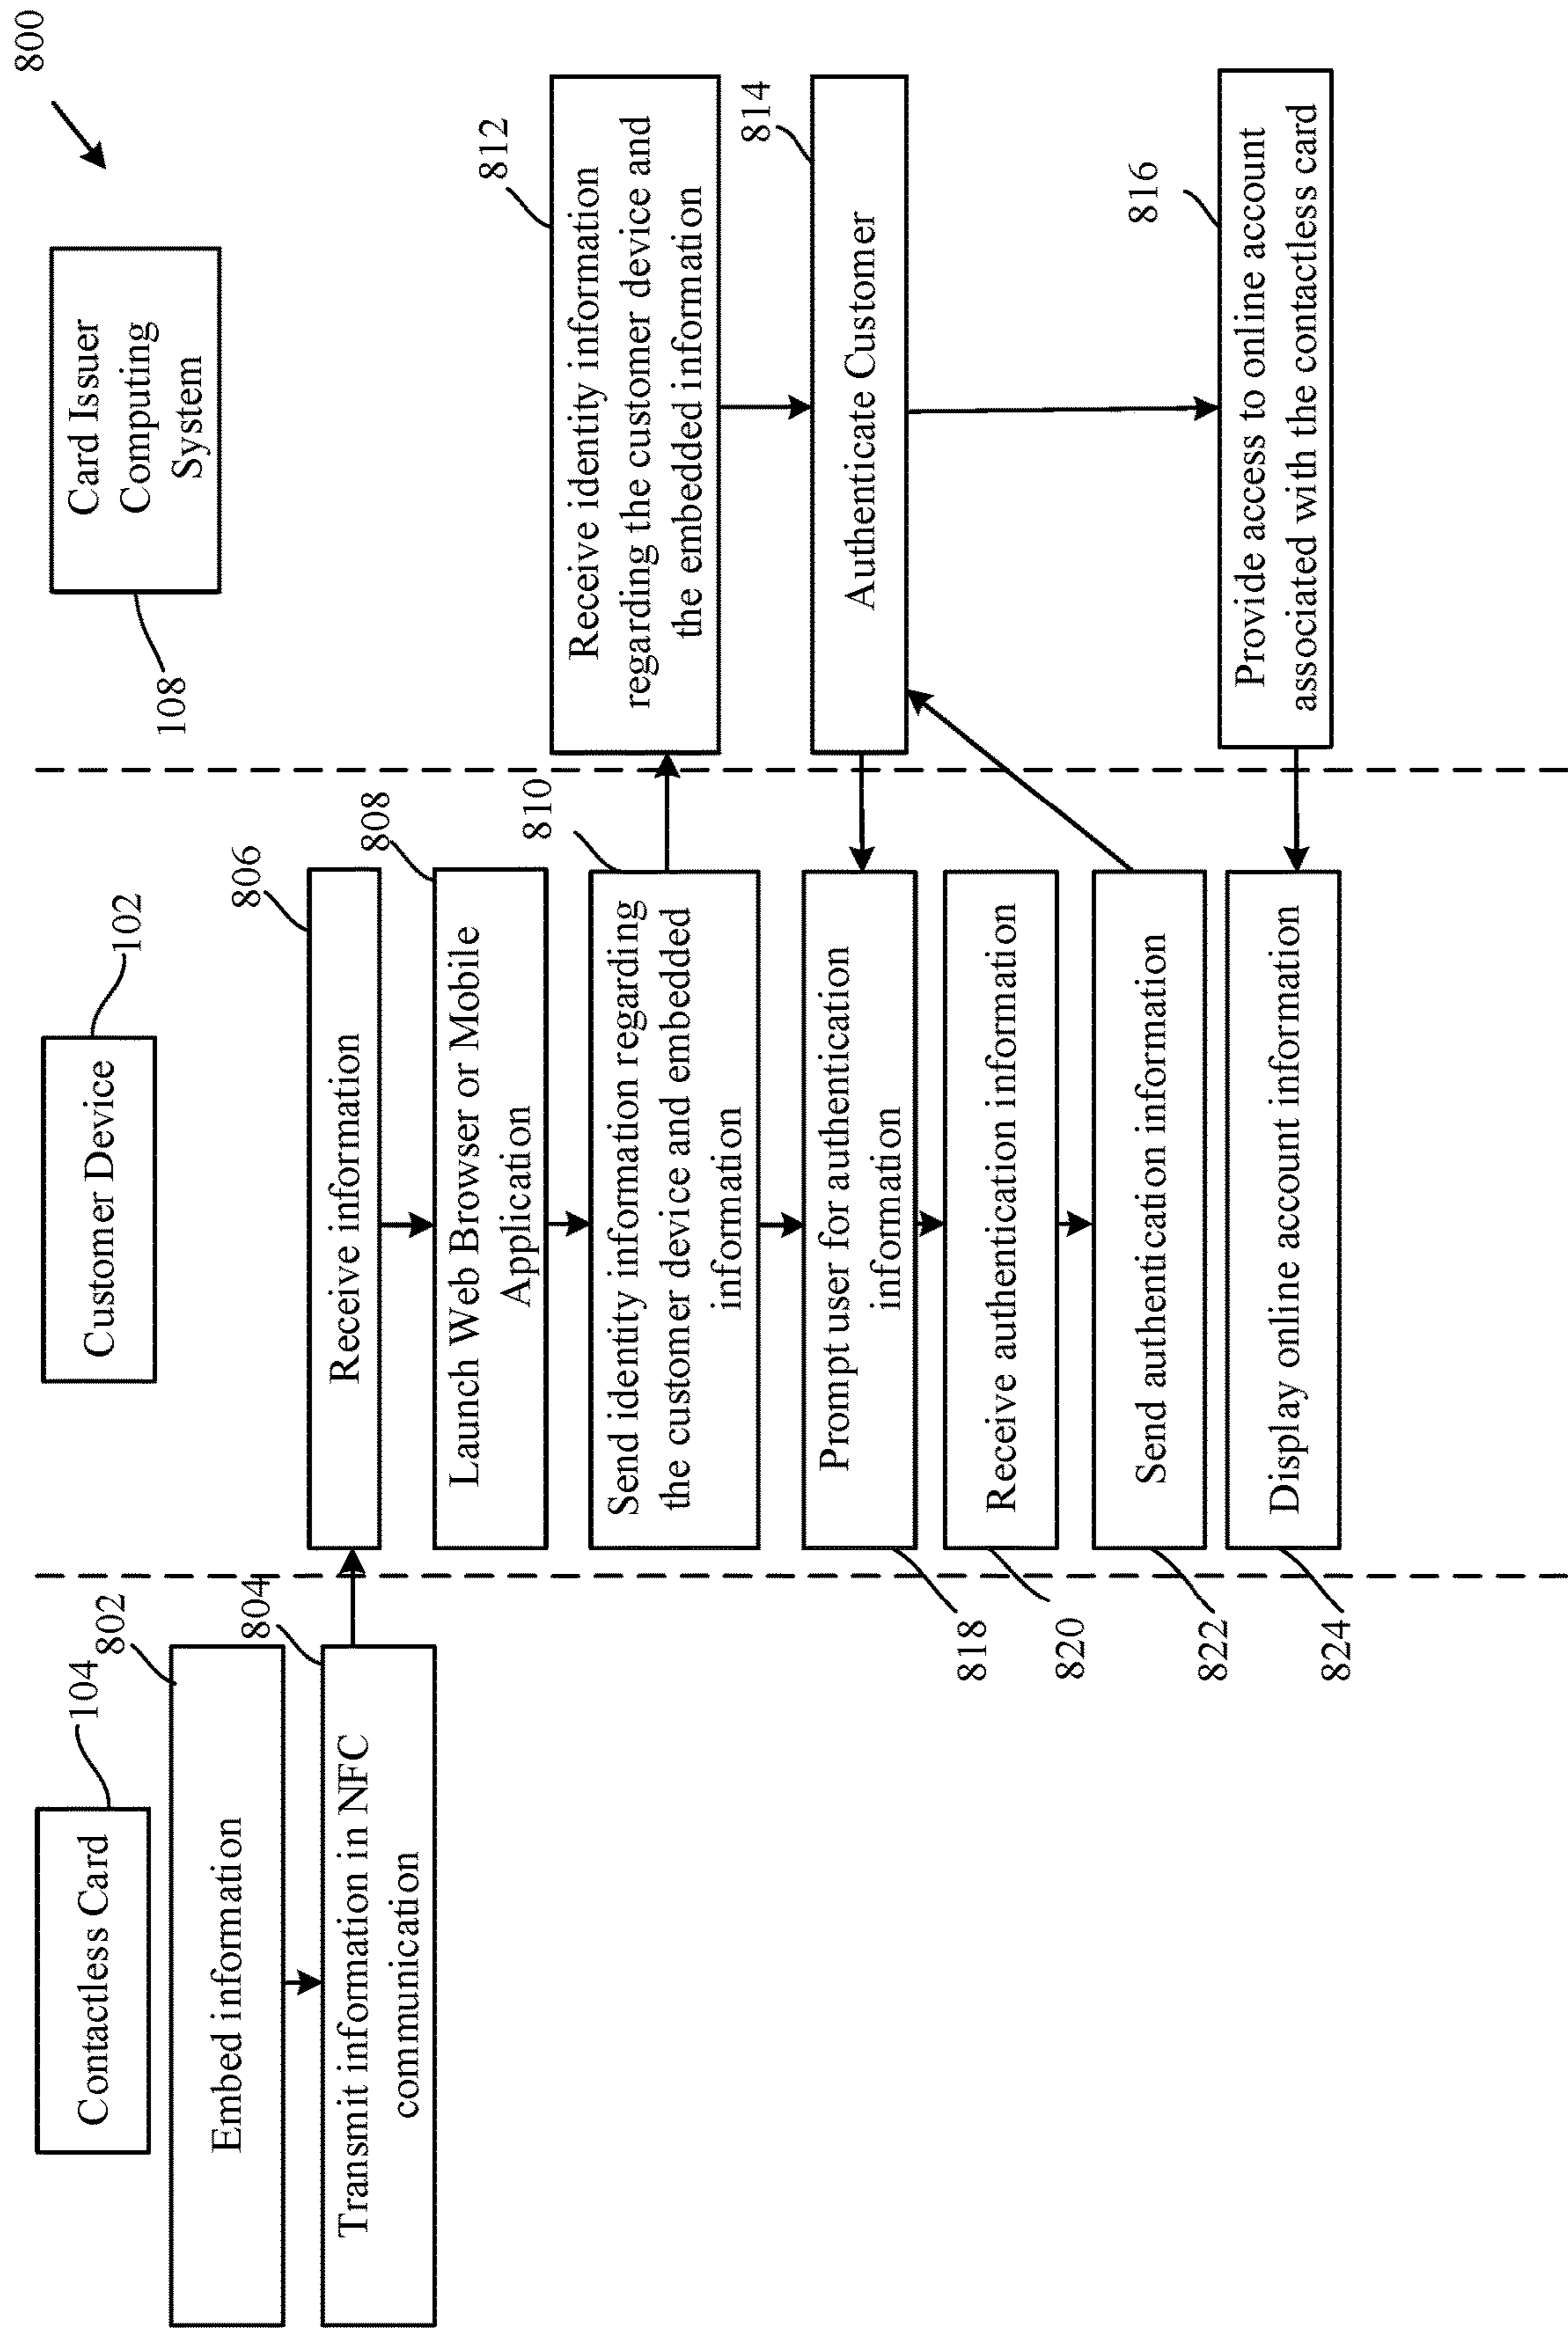 800
Contactless Card
104
Customer Device
102
Card Issuer
Computing
System
108
802
Embed information
804
Transmit information in NFC
communication
806
Receive information
808
Launch Web Browser or Mobile
Application
810
Send identity information regarding
the customer device and embedded
information
812
Receive identity information
regarding the customer device and
the embedded information
814
Authenticate Customer
818
Prompt user for authentication
information
820
Receive authentication information
822
Send authentication information
816
Provide access to online account
associated with the contactless card
824
Display online account information